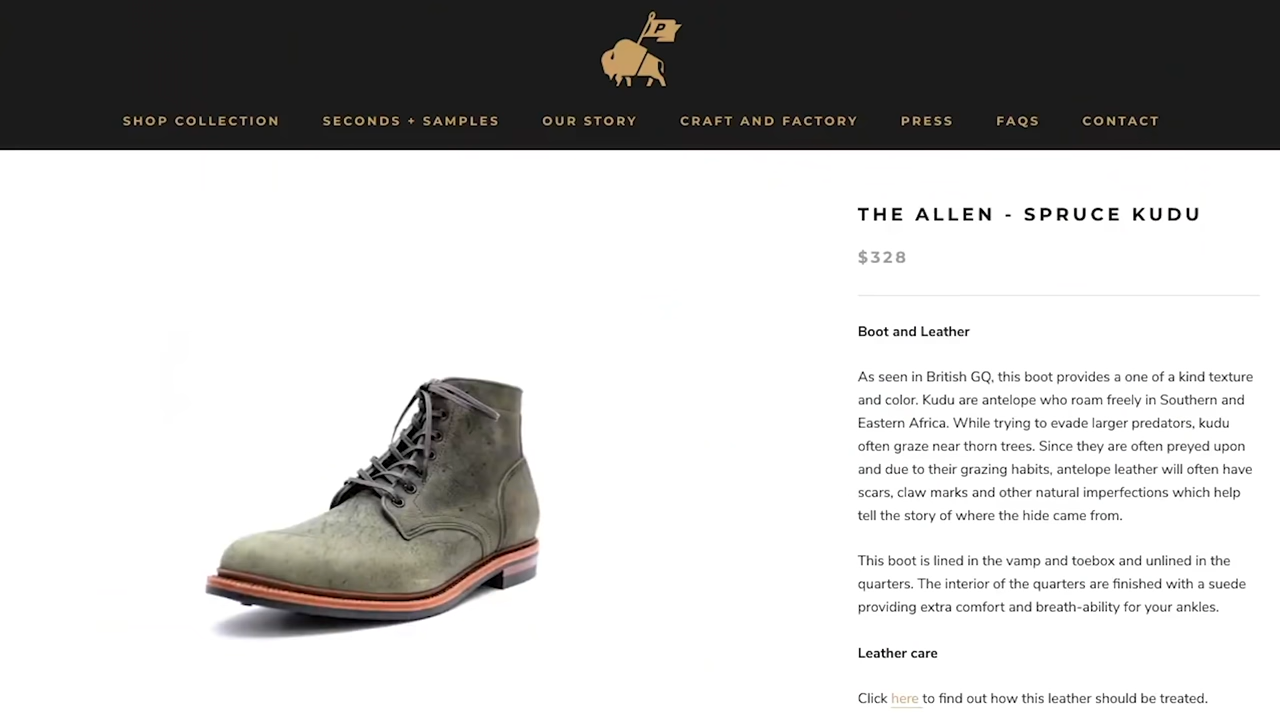 P
SHOP COLLECTION SECONDS + SAMPLES OUR STORY CRAFT AND FACTORY PRESS FAQS CONTACT
THE ALLEN - SPRUCE KUDU
$328
Boot and Leather
As seen in British GQ, this boot provides a one of a kind texture
and color. Kudu are antelope who roam freely in Southern and
Eastern Africa. While trying to evade larger predators, kudu
often graze near thorn trees. Since they are often preyed upon
and due to their grazing habits, antelope leather will often have
scars, claw marks and other natural imperfections which help
tell the story of where the hide came from.
This boot is lined in the vamp and toebox and unlined in the
quarters. The interior of the quarters are finished with a suede
providing extra comfort and breath-ability for your ankles.
Leather care
Click here to find out how this leather should be treated.